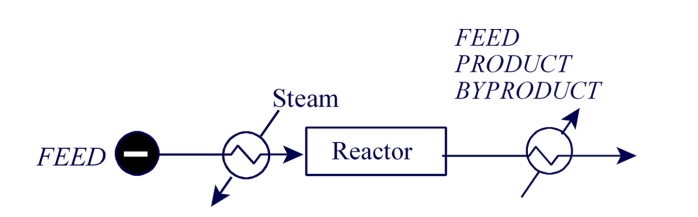 FEED
PRODUCT
BYPRODUCT
Steam
FEED
Reactor